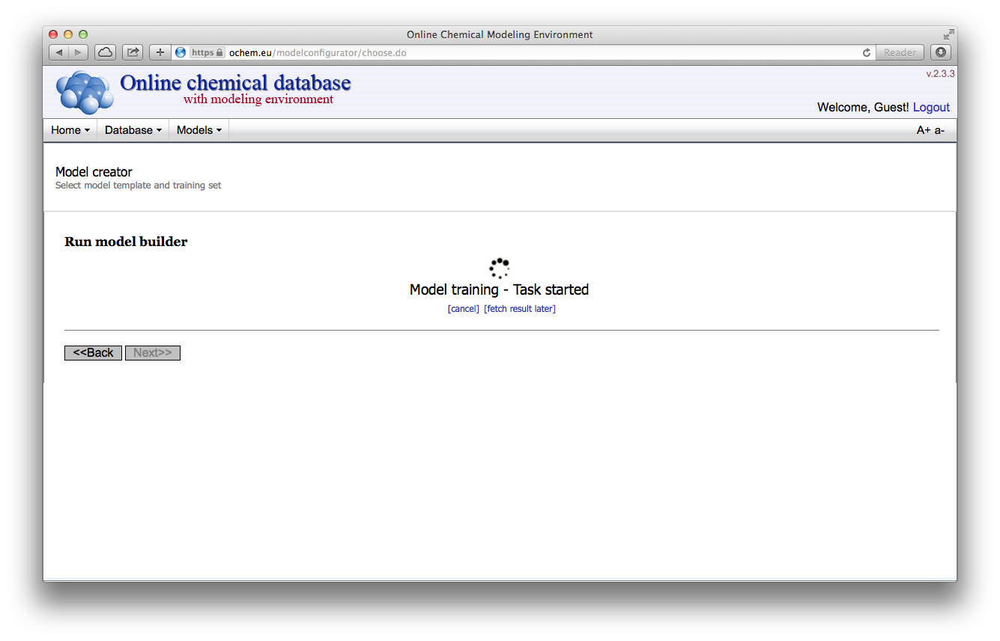 Online Chemical Modeling Environment
https ochem.eu/modelconfigurator/choose.do
Reader
Online chemical database
with modeling environment
v.2.3.3
Welcome, Guest! Logout
Home Database Models A+ a-
Model creator
Select model template and training set
Run model builder
Model training - Task started
[cancel] [fetch result later]
<<Back Next>>